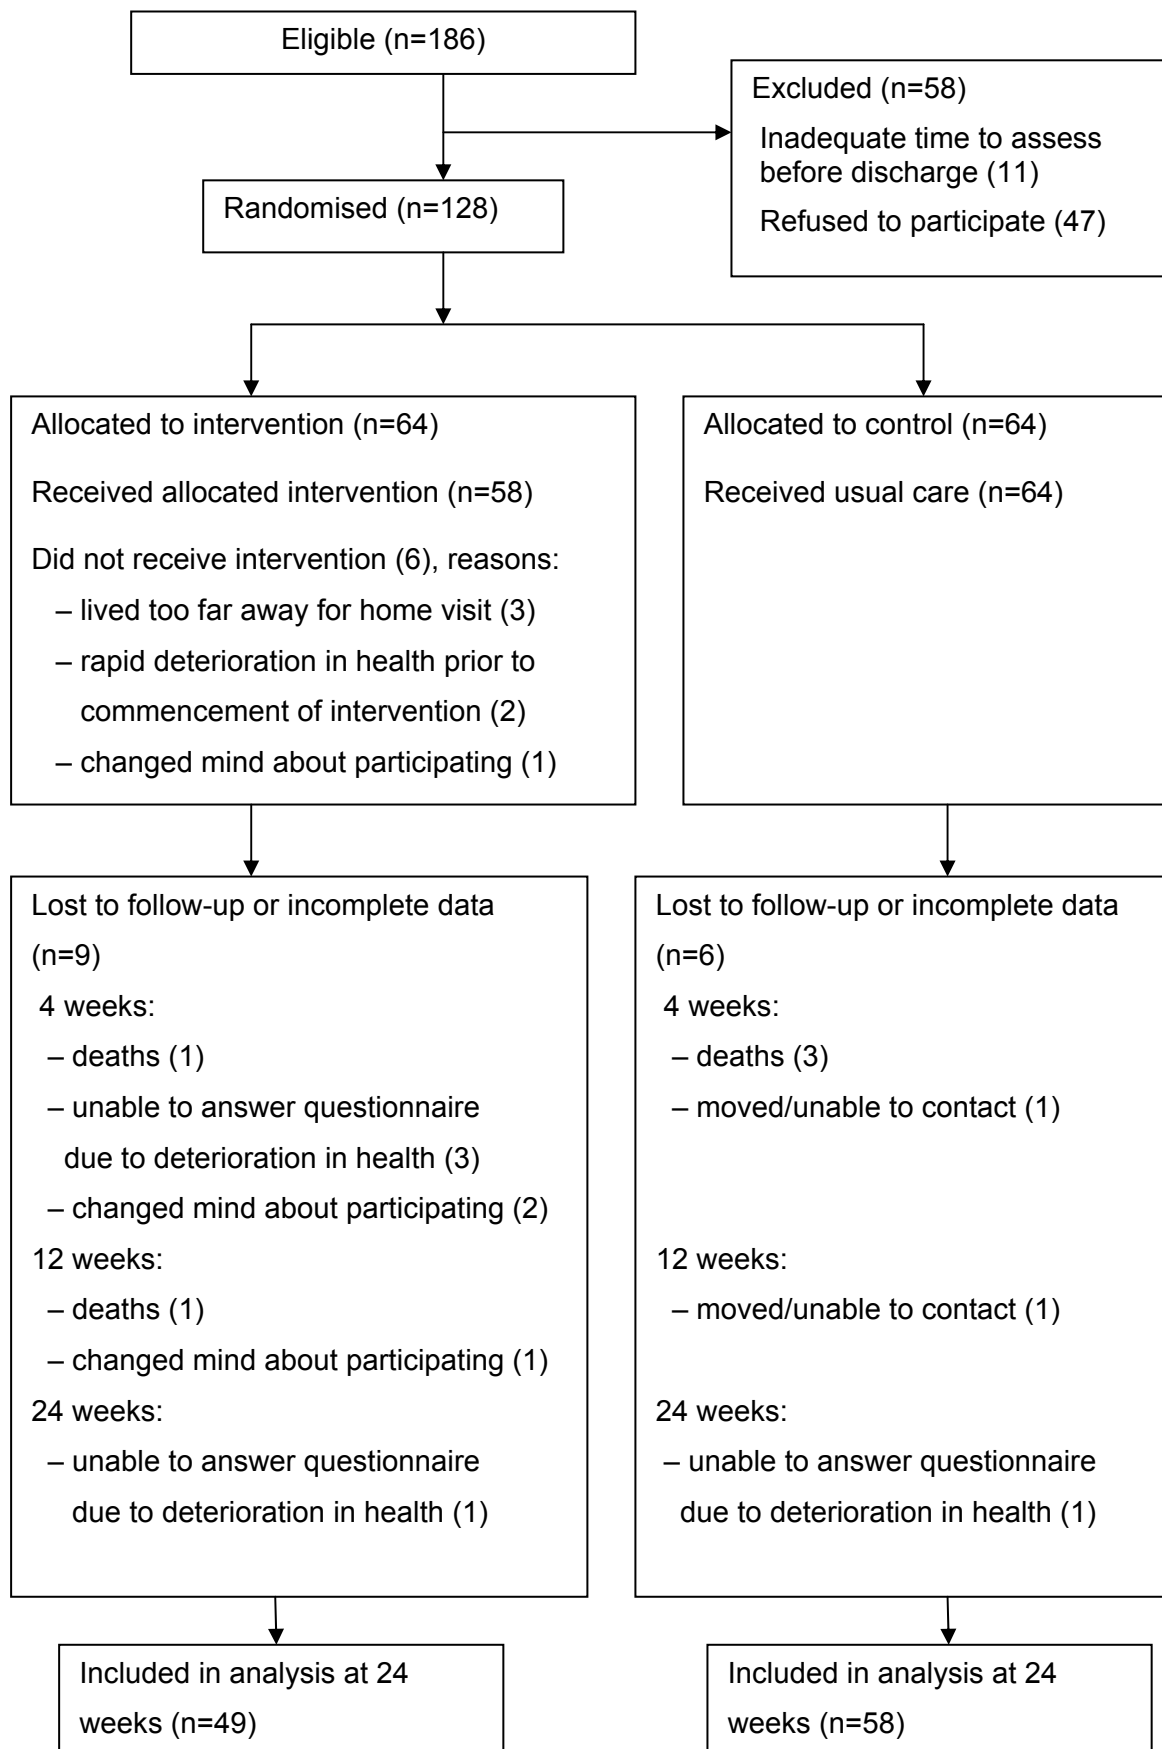 Eligible (n=186)
Excluded (n=58)
Inadequate time to assess
before discharge (11)
Refused to participate (47)
Randomised (n=128)
Allocated to intervention (n=64)
Received allocated intervention (n=58)
Did not receive intervention (6), reasons:
– lived too far away for home visit (3)
– rapid deterioration in health prior to
commencement of intervention (2)
– changed mind about participating (1)
Allocated to control (n=64)
Received usual care (n=64)
Lost to follow-up or incomplete data
(n=9)
4 weeks:
– deaths (1)
– unable to answer questionnaire
due to deterioration in health (3)
– changed mind about participating (2)
12 weeks:
– deaths (1)
– changed mind about participating (1)
24 weeks:
– unable to answer questionnaire
due to deterioration in health (1)
Lost to follow-up or incomplete data
(n=6)
4 weeks:
– deaths (3)
– moved/unable to contact (1)
12 weeks:
– moved/unable to contact (1)
24 weeks:
– unable to answer questionnaire
due to deterioration in health (1)
Included in analysis at 24
weeks (n=49)
Included in analysis at 24
weeks (n=58)